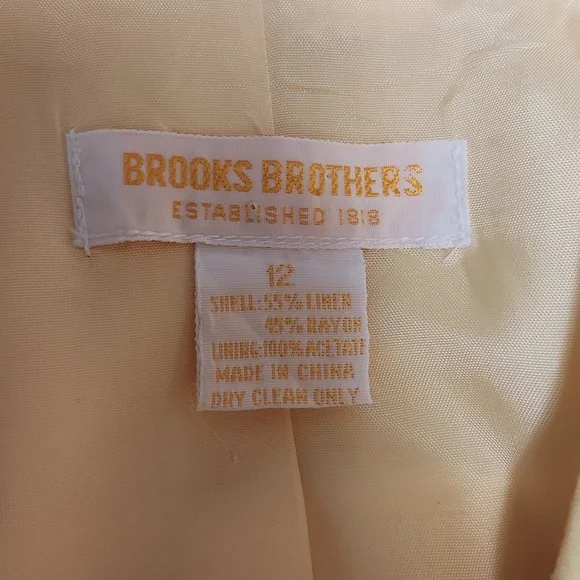 BROOKS BROTHERS
ESTABLISHED 1818
12
SHELL:55% LINEN
45% RAYON
LINING:100% ACETATE
MADE IN CHINA
DRY CLEAN ONLY